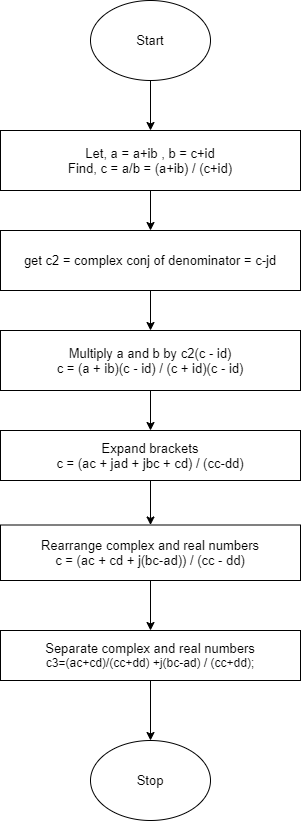 Start
Let, a = a+ib , b = c+id
Find, c = a/b = (a+ib) / (c+id)
get c2 = complex conj of denominator = c-jd
Multiply a and b by c2(c - id)
c = (a + ib)(c - id) / (c + id)(c - id)
Expand brackets
c = (ac + jad + jbc + cd) / (cc-dd)
Rearrange complex and real numbers
c = (ac + cd + j(bc-ad)) / (cc - dd)
Separate complex and real numbers
c3=(ac+cd)/(cc+dd) +j(bc-ad) / (cc+dd);
Stop